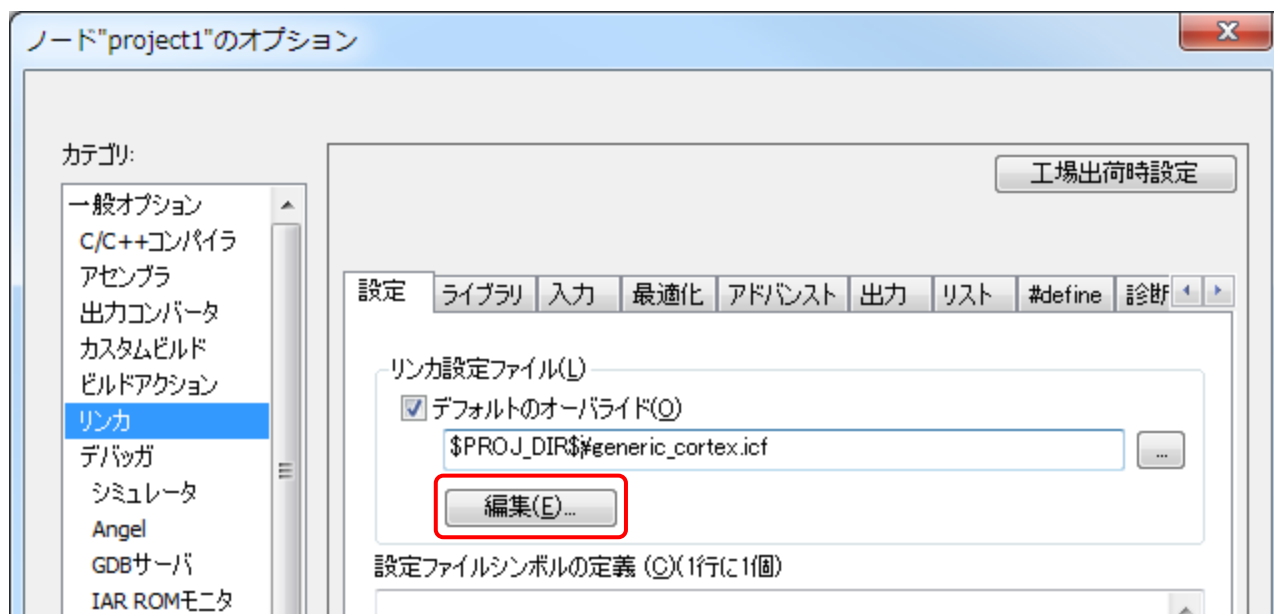 ノード"project1"のオプション
x
カテゴリ:
工場出荷時設定
一般オプション
C/C++コンパイラ
アセンブラ
出力コンバータ
カスタムビルド
ビルドアクション
リンカ
デバッガ
シミュレータ
Angel
GDBサーバ
IAR ROMモニタ
設定 ライブラリ 入力 最適化 アドバンスト 出力 リスト #define 診断
リンカ設定ファイル(L)
デフォルトのオーバライド(O)
$PROJ_DIR$¥generic_cortex.icf
...
編集(E)...
設定ファイルシンボルの定義 (C)(1行に1個)